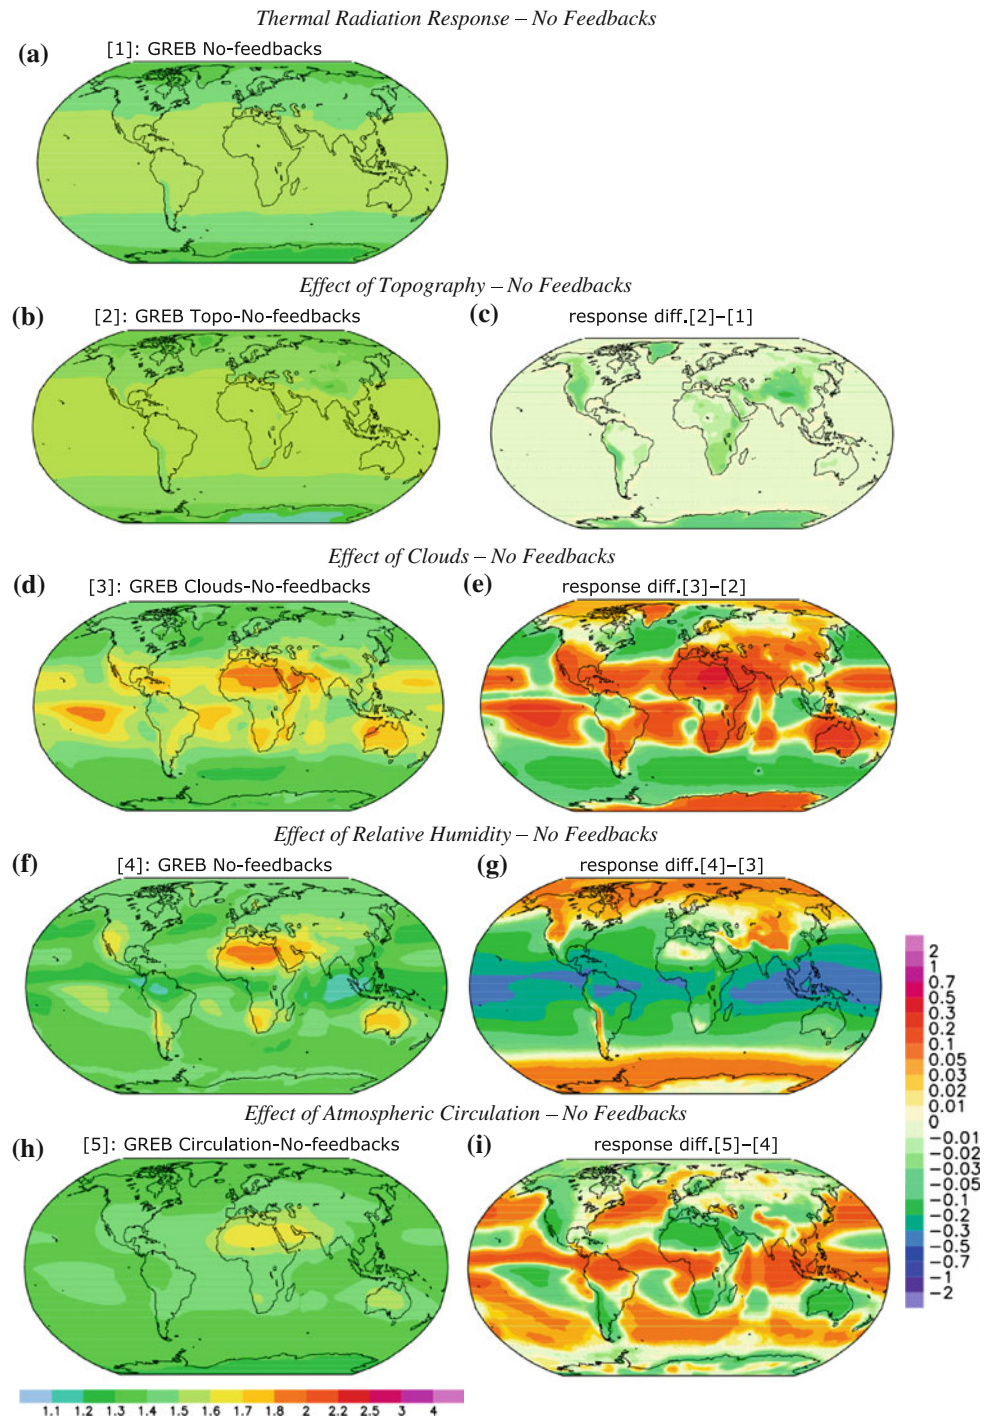 Thermal Radiation Response – No Feedbacks
(a) [1]: GREB No-feedbacks
Effect of Topography – No Feedbacks
(b) [2]: GREB Topo-No-feedbacks
(c) response diff.[2]–[1]
Effect of Clouds – No Feedbacks
(d) [3]: GREB Clouds-No-feedbacks
(e) response diff.[3]–[2]
Effect of Relative Humidity – No Feedbacks
(f) [4]: GREB No-feedbacks
(g) response diff.[4]–[3]
Effect of Atmospheric Circulation – No Feedbacks
(h) [5]: GREB Circulation-No-feedbacks
(i) response diff.[5]–[4]
2
1
0.7
0.5
0.3
0.2
0.1
0.05
0.03
0.02
0.01
0
−0.01
−0.02
−0.03
−0.05
−0.1
−0.2
−0.3
−0.5
−0.7
−1
−2
1.1 1.2 1.3 1.4 1.5 1.6 1.7 1.8 2 2.2 2.5 3 4